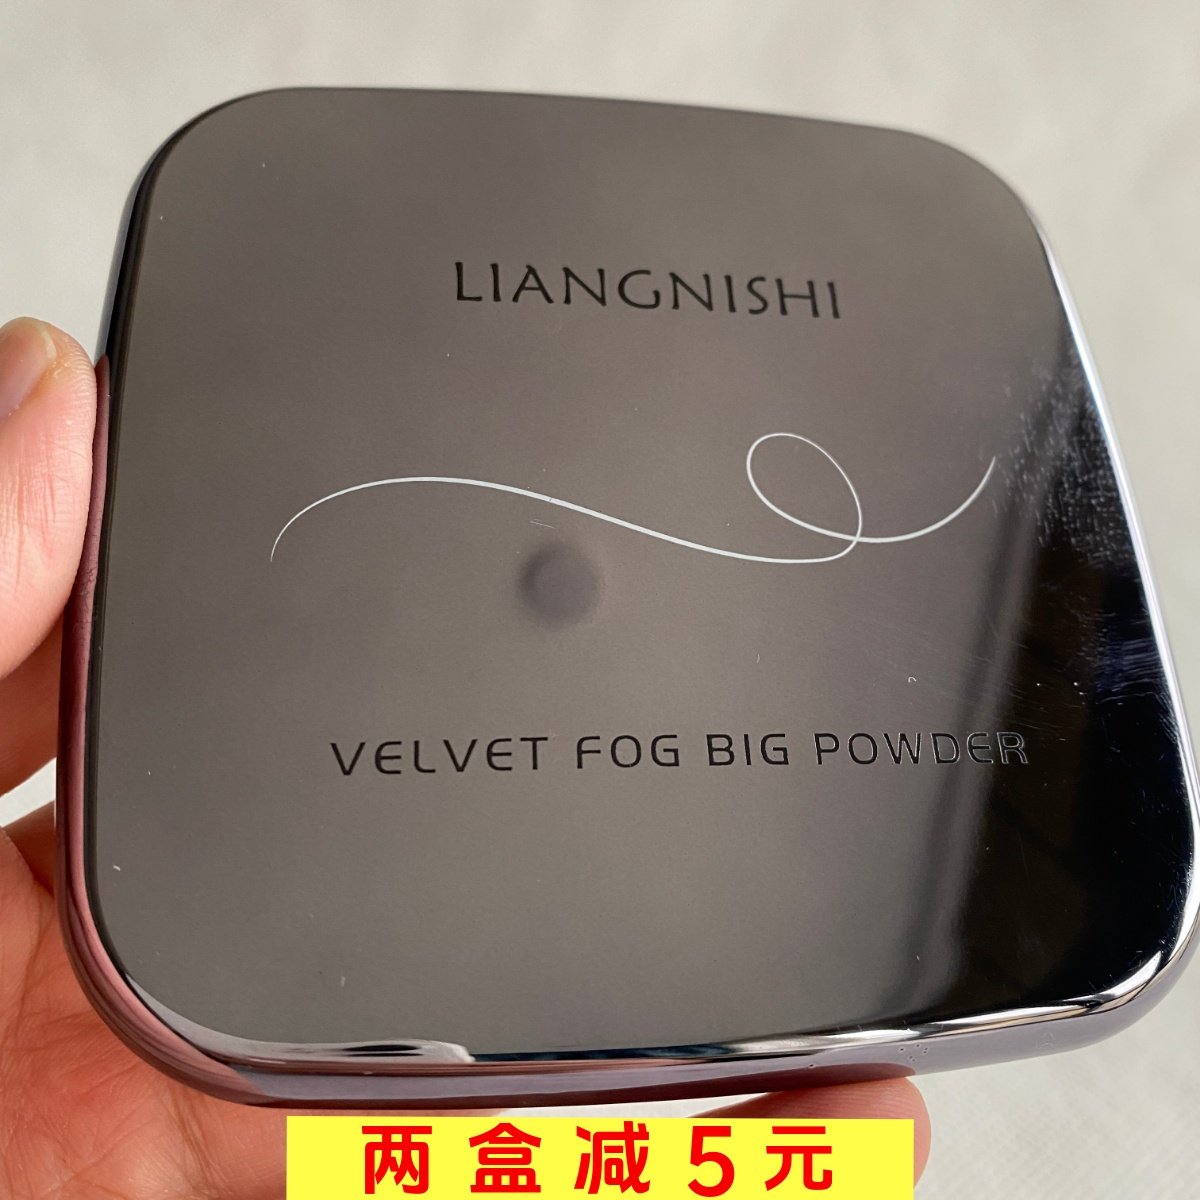 LIANGNISHI
VELVET FOG BIG POWDER
两盒减5元